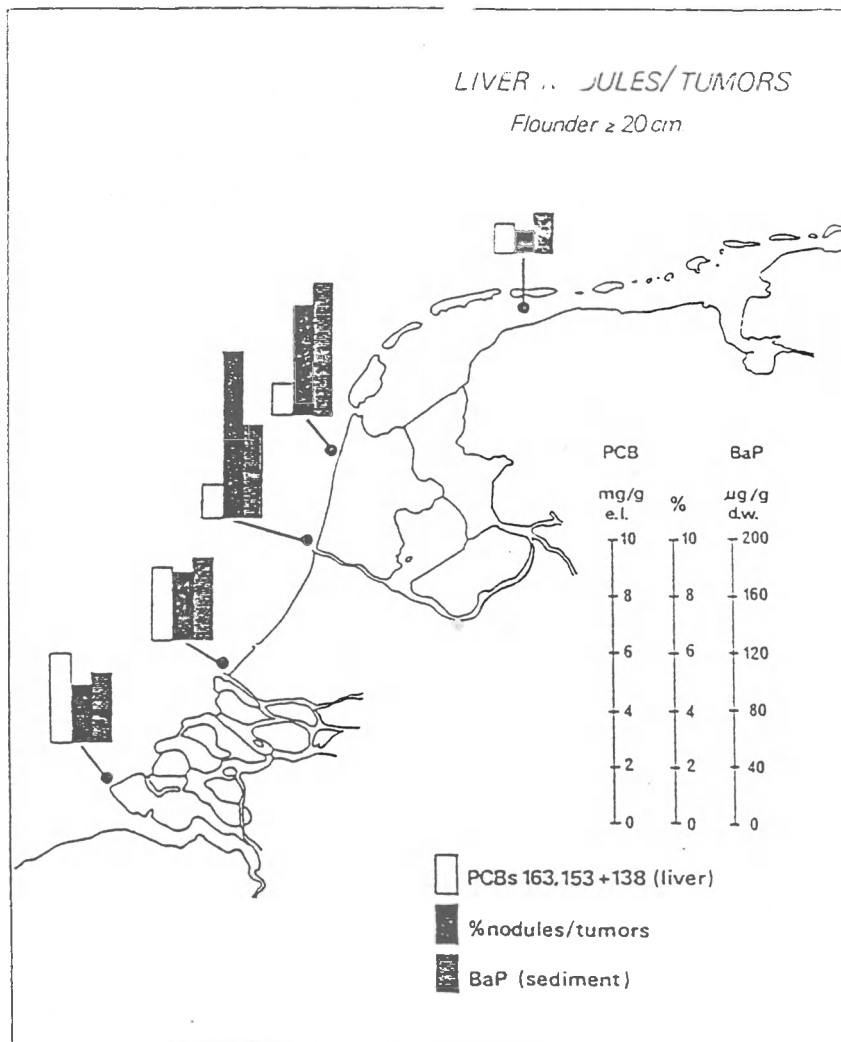 LIVER / TUMORS
Flounder ≥ 20 cm
PCB BaP
mg/g e.l. % µg/g d.w.
10 10 200
8 8 160
6 6 120
4 4 80
2 2 40
0 0 0
PCBs 163,153+138 (liver)
%nodules/tumors
BaP (sediment)